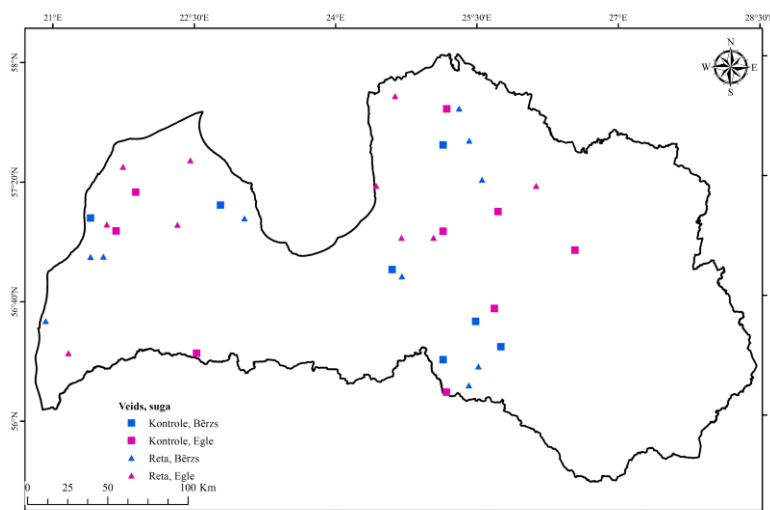 21°E 22°30'E 24°E 25°30'E 27°E 28°30'E
58°N
57°20'N
56°40'N
56°N
N
W E
S
Veids, suga
Kontrole, Bērzs
Kontrole, Egle
Reta, Bērzs
Reta, Egle
0 25 50 100 Km